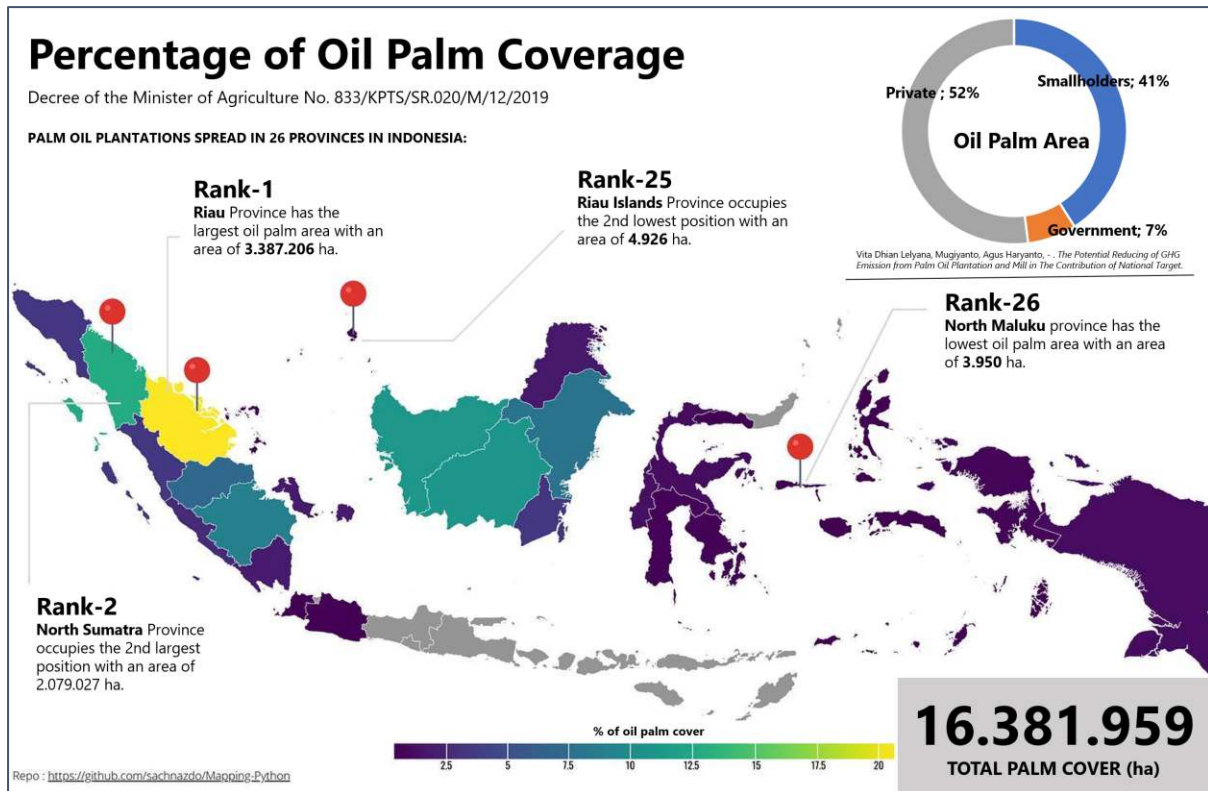 Percentage of Oil Palm Coverage
Decree of the Minister of Agriculture No. 833/KPTS/SR.020/M/12/2019
PALM OIL PLANTATIONS SPREAD IN 26 PROVINCES IN INDONESIA:
Private ; 52%
Smallholders; 41%
Oil Palm Area
Government; 7%
Vita Dhian Lelyana, Mugiyanto, Agus Haryanto, - . The Potential Reducing of GHG
Emission from Palm Oil Plantation and Mill in The Contribution of National Target.
Rank-1
Riau Province has the
largest oil palm area with an
area of 3.387.206 ha.
Rank-25
Riau Islands Province occupies
the 2nd lowest position with an
area of 4.926 ha.
Rank-26
North Maluku province has the
lowest oil palm area with an area
of 3.950 ha.
Rank-2
North Sumatra Province
occupies the 2nd largest
position with an area of
2.079.027 ha.
% of oil palm cover
2.5 5 7.5 10 12.5 15 17.5 20
16.381.959
TOTAL PALM COVER (ha)
Repo : https://github.com/sachnazdo/Mapping-Python